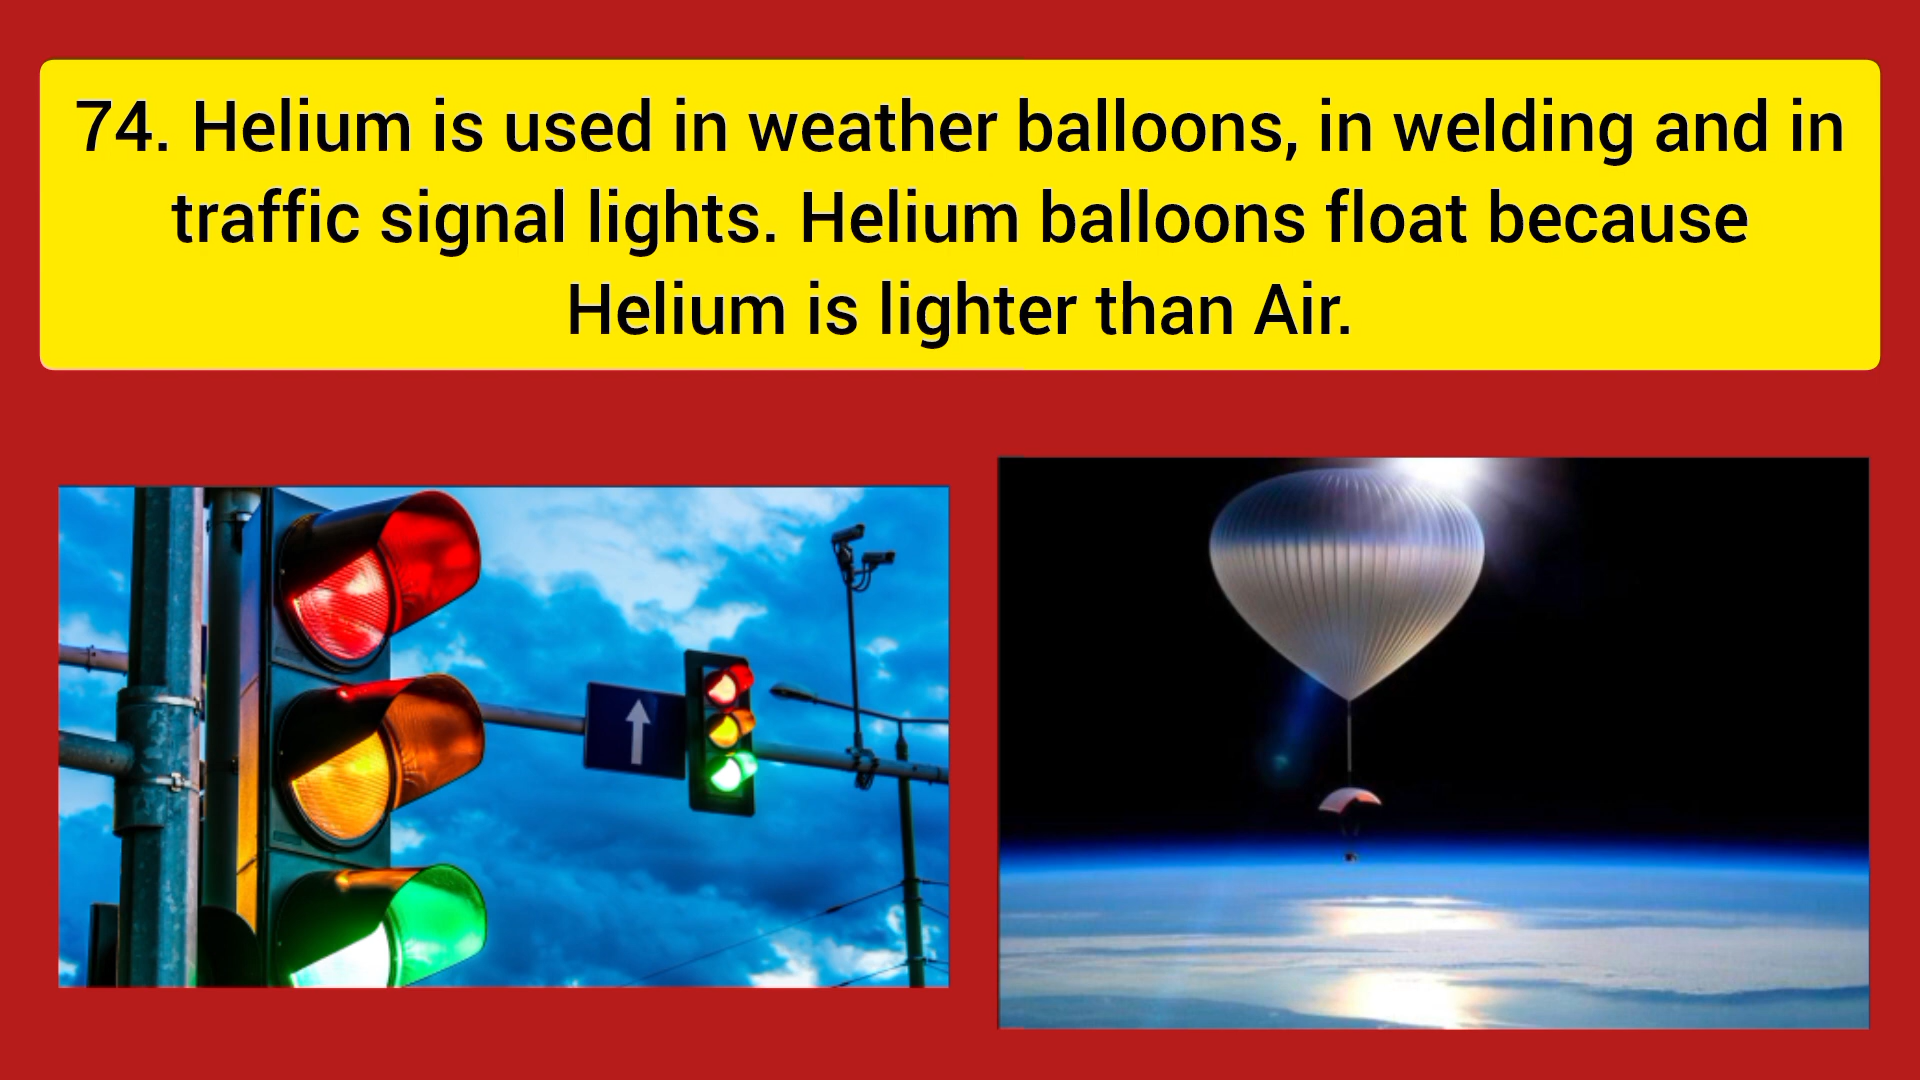 74. Helium is used in weather balloons, in welding and in
traffic signal lights. Helium balloons float because
Helium is lighter than Air.